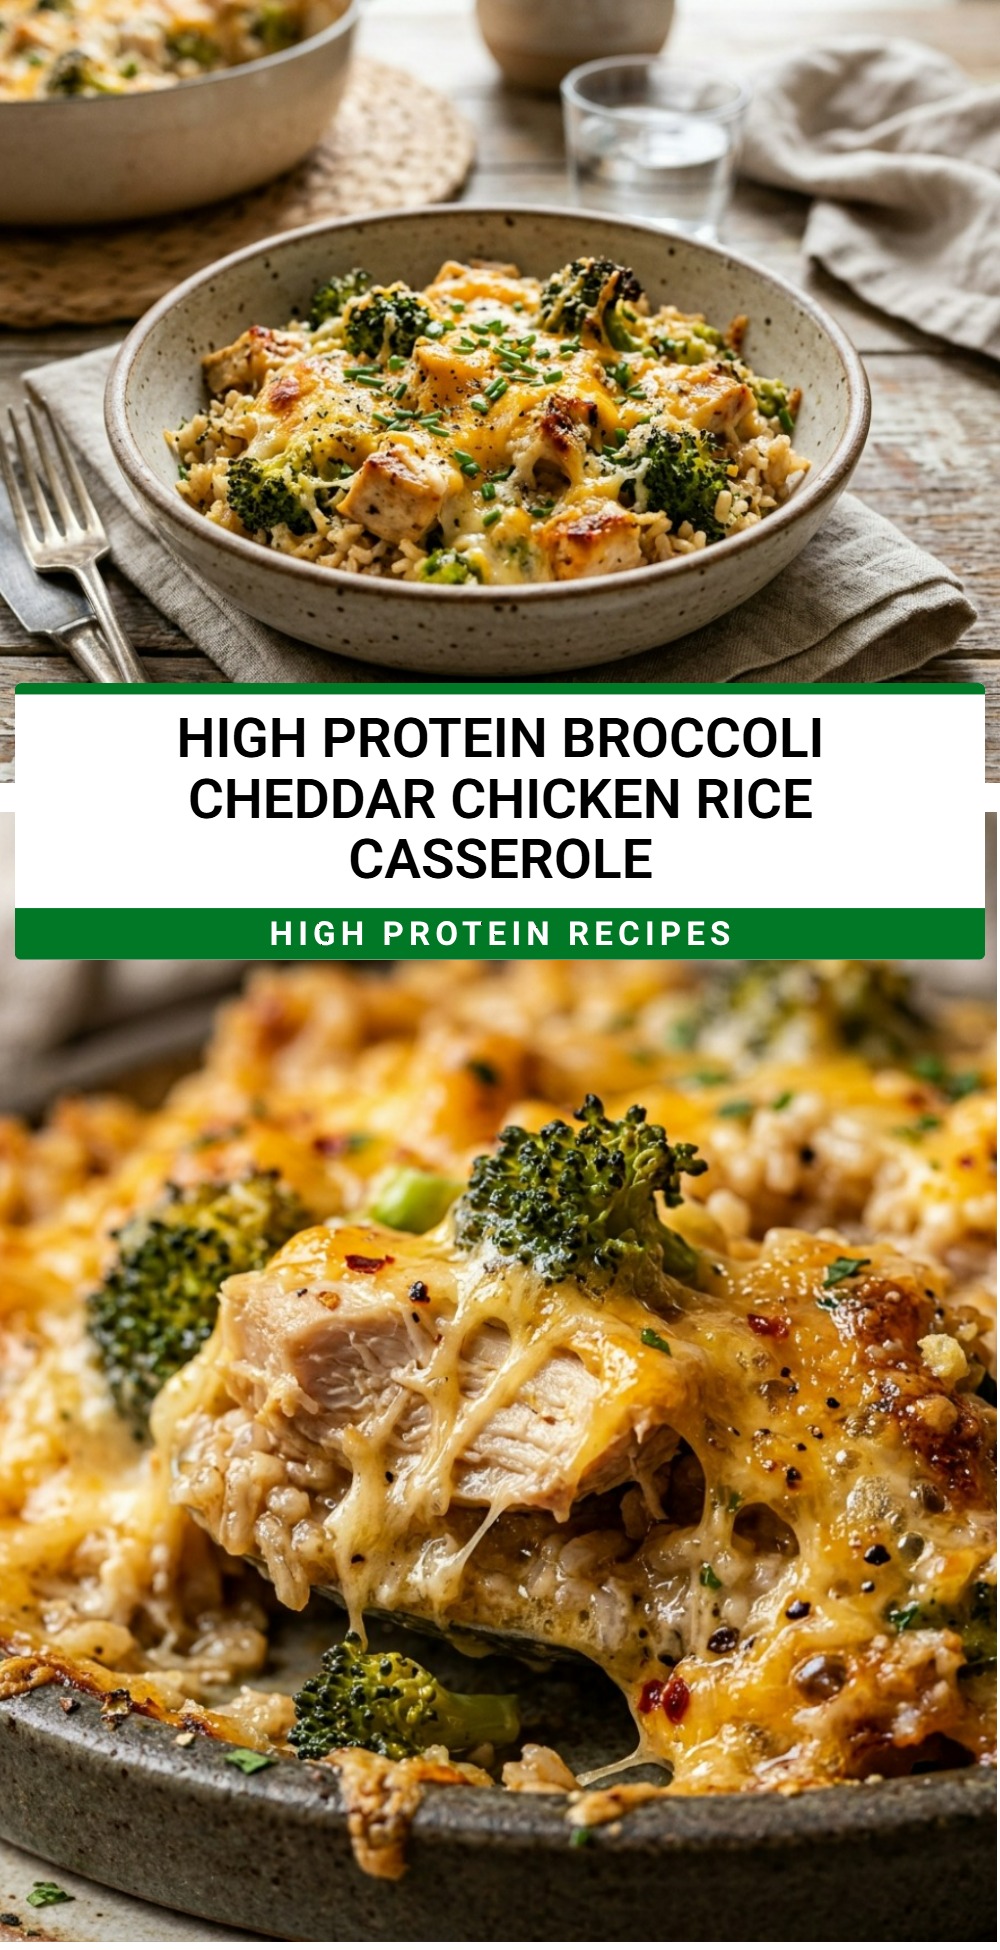 HIGH PROTEIN BROCCOLI
CHEDDAR CHICKEN RICE
CASSEROLE
HIGH PROTEIN RECIPES